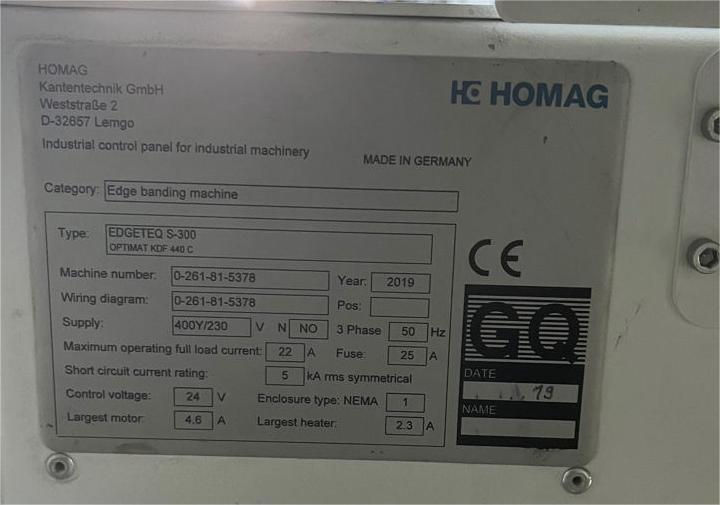 HOMAG
Kantentechnik GmbH
Weststraße 2
D-32657 Lemgo
HOMAG
Industrial control panel for industrial machinery
MADE IN GERMANY
Category: Edge banding machine
Type: EDGETEQ S-300
OPTIMAT KDF 440 C
Machine number: 0-261-81-5378 Year: 2019
Wiring diagram: 0-261-81-5378 Pos:
Supply: 400Y/230 V N NO 3 Phase 50 Hz
Maximum operating full load current: 22 A Fuse: 25 A
Short circuit current rating: 5 kA rms symmetrical
Control voltage: 24 V Enclosure type: NEMA 1
Largest motor: 4.6 A Largest heater: 2.3 A
CE
GQ
DATE
19
NAME